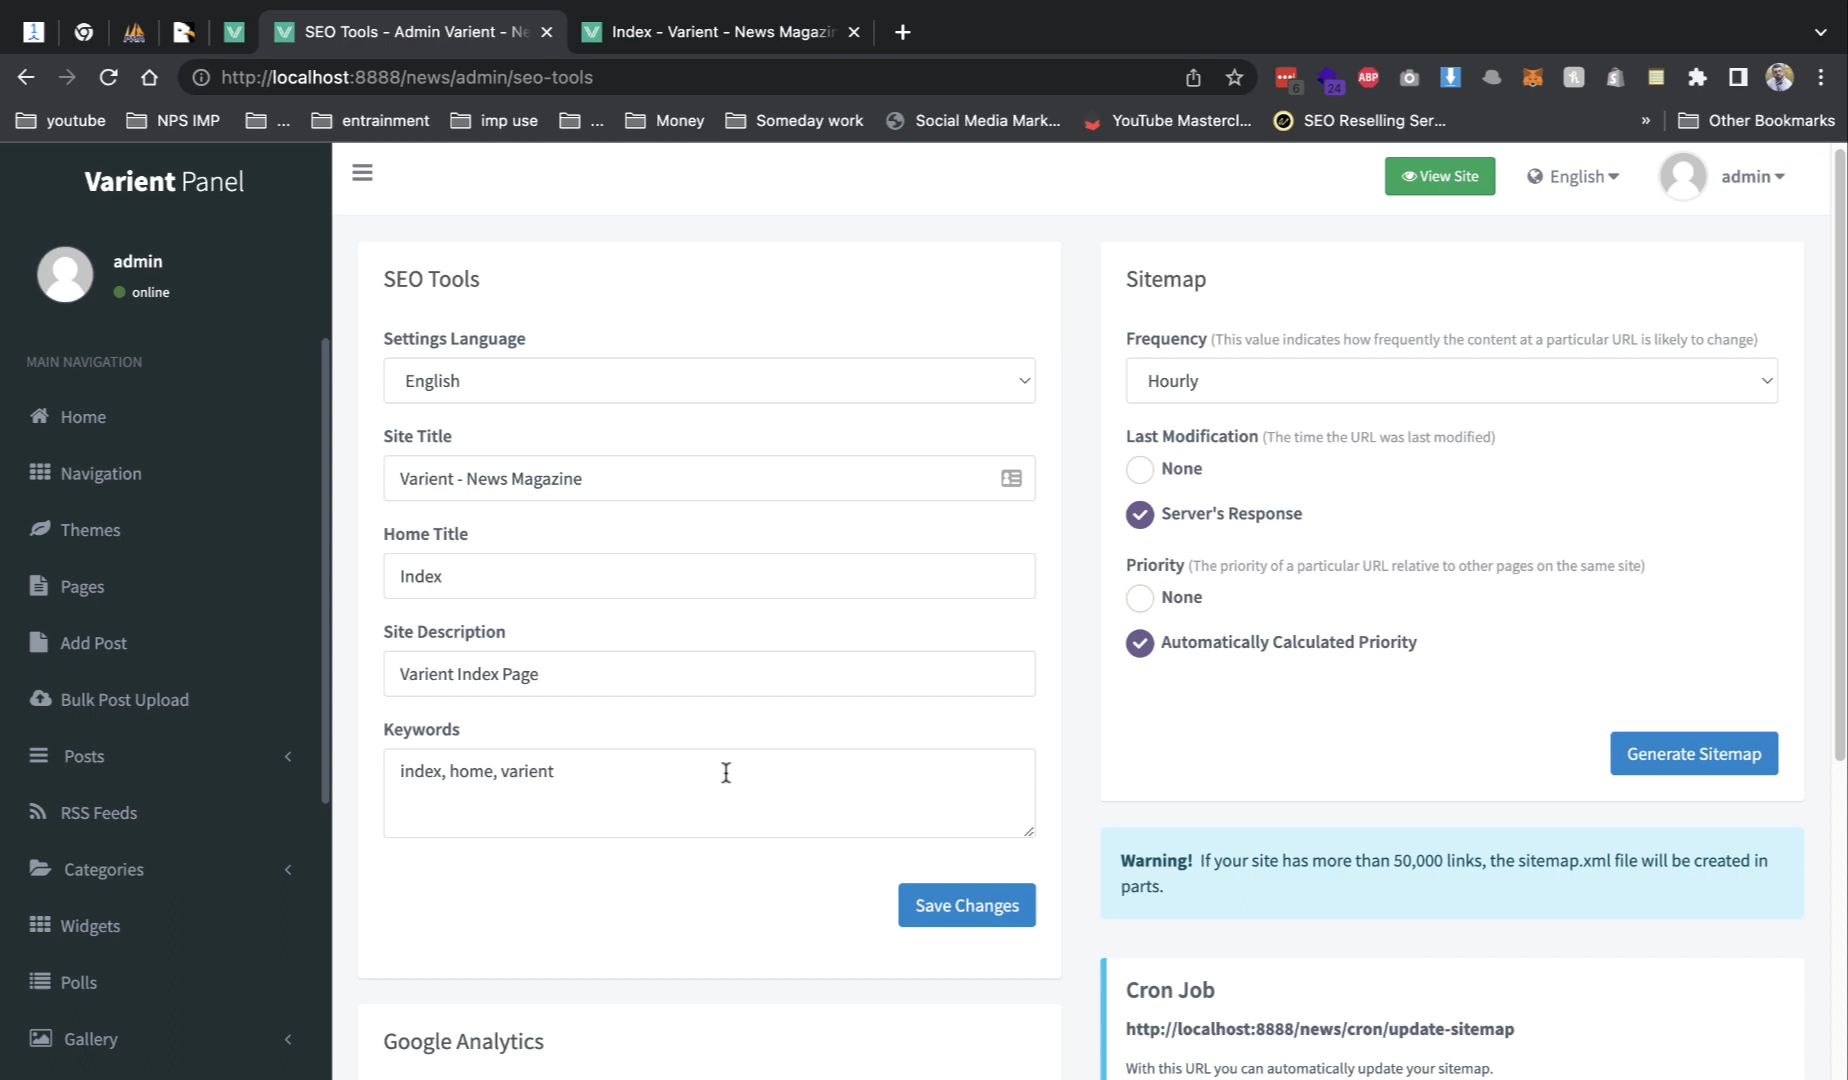 SEO Tools - Admin Varient - Ne
Index - Varient - News Magazin
http://localhost:8888/news/admin/seo-tools
6
24
ABP
youtube
NPS IMP
...
entrainment
imp use
...
Money
Someday work
Social Media Mark...
YouTube Mastercl...
SEO Reselling Ser...
»
Other Bookmarks
Varient Panel
View Site
English
admin
admin
online
MAIN NAVIGATION
Home
Navigation
Themes
Pages
Add Post
Bulk Post Upload
Posts
RSS Feeds
Categories
Widgets
Polls
Gallery
SEO Tools
Settings Language
English
Site Title
Varient - News Magazine
Home Title
Index
Site Description
Varient Index Page
Keywords
index, home, varient
Save Changes
Google Analytics
Sitemap
Frequency (This value indicates how frequently the content at a particular URL is likely to change)
Hourly
Last Modification (The time the URL was last modified)
None
Server's Response
Priority (The priority of a particular URL relative to other pages on the same site)
None
Automatically Calculated Priority
Generate Sitemap
Warning! If your site has more than 50,000 links, the sitemap.xml file will be created in
parts.
Cron Job
http://localhost:8888/news/cron/update-sitemap
With this URL you can automatically update your sitemap.